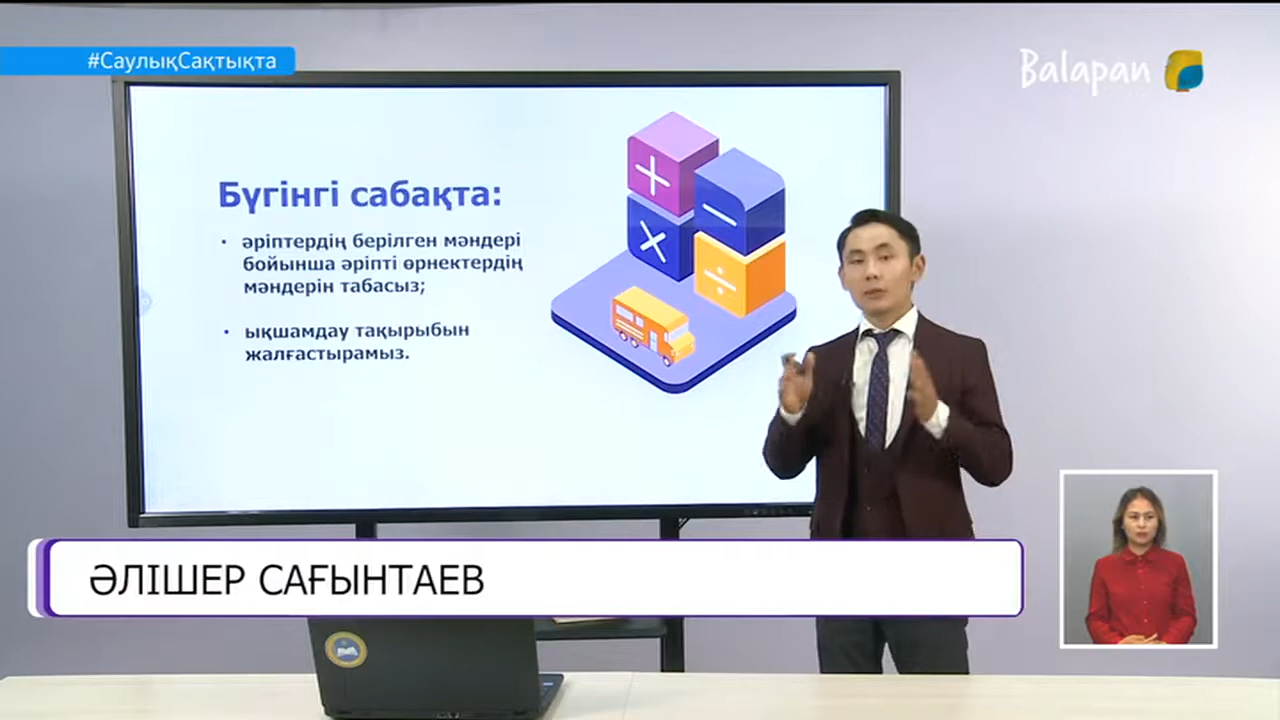 #СаулықСақтықта
Balapan
Бүгінгі сабақта:
• әріптердің берілген мәндері
бойынша әріпті өрнектердің
мәндерін табасыз;
• ықшамдау тақырыбын
жалғастырамыз.
ӘЛІШЕР САҒЫНТАЕВ